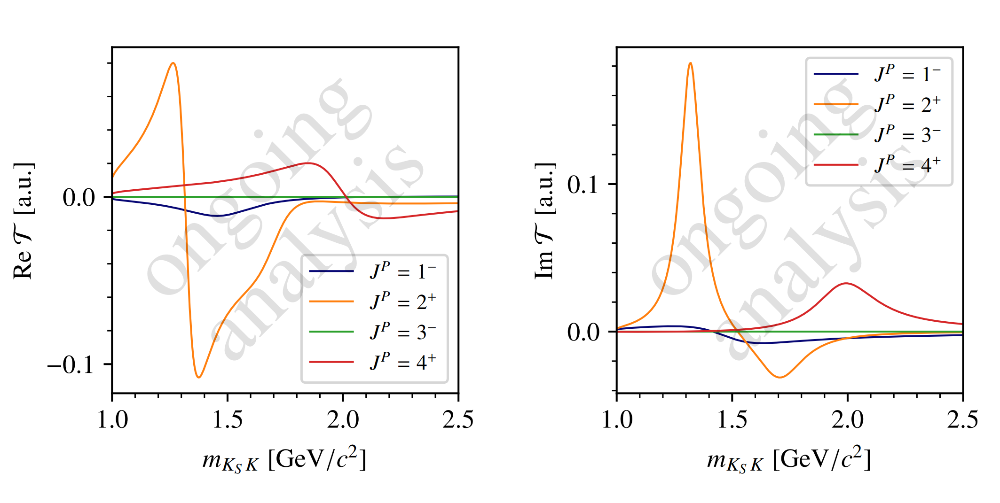 Re 𝒯 [a.u.]
0.0
−0.1
Ongoing
analysis
J^P = 1⁻
J^P = 2⁺
J^P = 3⁻
J^P = 4⁺
1.0 1.5 2.0 2.5
m_{K_S K} [GeV/c²]
Im 𝒯 [a.u.]
0.1
0.0
Ongoing
analysis
J^P = 1⁻
J^P = 2⁺
J^P = 3⁻
J^P = 4⁺
1.0 1.5 2.0 2.5
m_{K_S K} [GeV/c²]